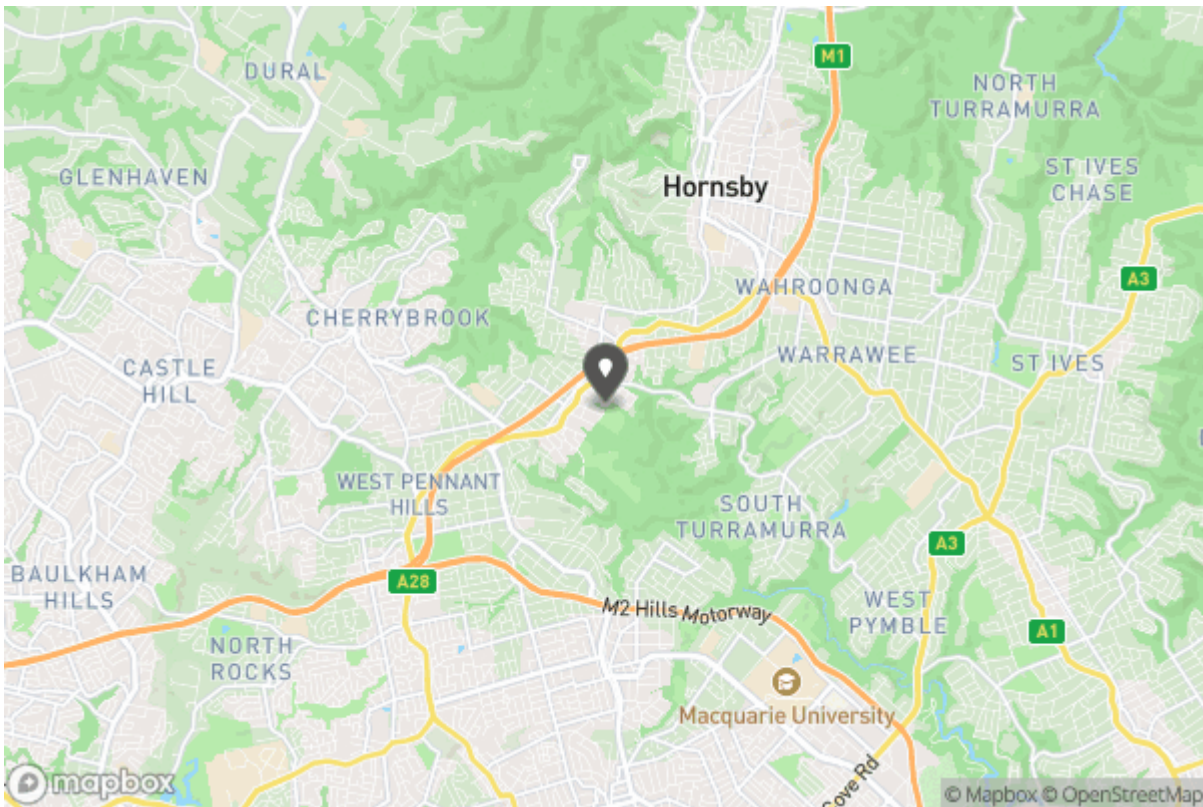 M1
DURAL
NORTH
TURRAMURRA
GLENHAVEN
ST IVES
CHASE
Hornsby
A3
WAHROONGA
CHERRYBROOK
WARRAWEE
ST IVES
CASTLE
HILL
WEST PENNANT
HILLS
SOUTH
TURRAMURRA
A3
BAULKHAM
HILLS
A28
M2 Hills Motorway
WEST
PYMBLE
A1
NORTH
ROCKS
Macquarie University
Cove Rd
mapbox
© Mapbox © OpenStreetMap